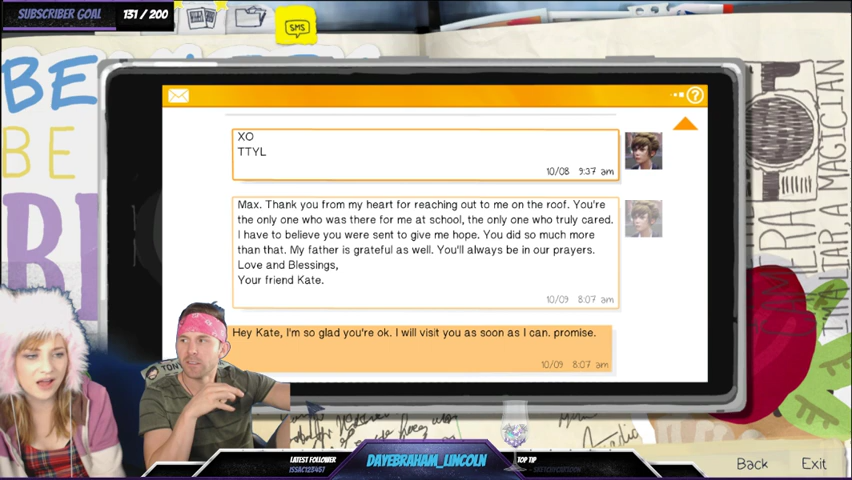 SUBSCRIBER GOAL
131 / 200
SMS
BE
BE
XO
TTYL
10/08 9:37 am
Max. Thank you from my heart for reaching out to me on the roof. You're
the only one who was there for me at school, the only one who truly cared.
I have to believe you were sent to give me hope. You did so much more
than that. My father is grateful as well. You'll always be in our prayers.
Love and Blessings,
Your friend Kate.
10/09 8:07 am
Hey Kate, I'm so glad you're ok. I will visit you as soon as I can. promise.
10/09 8:07 am
LATEST FOLLOWER
ISSAC123457
DAYEBRAHAM_LINCOLN
TOP TIP
Back
Exit